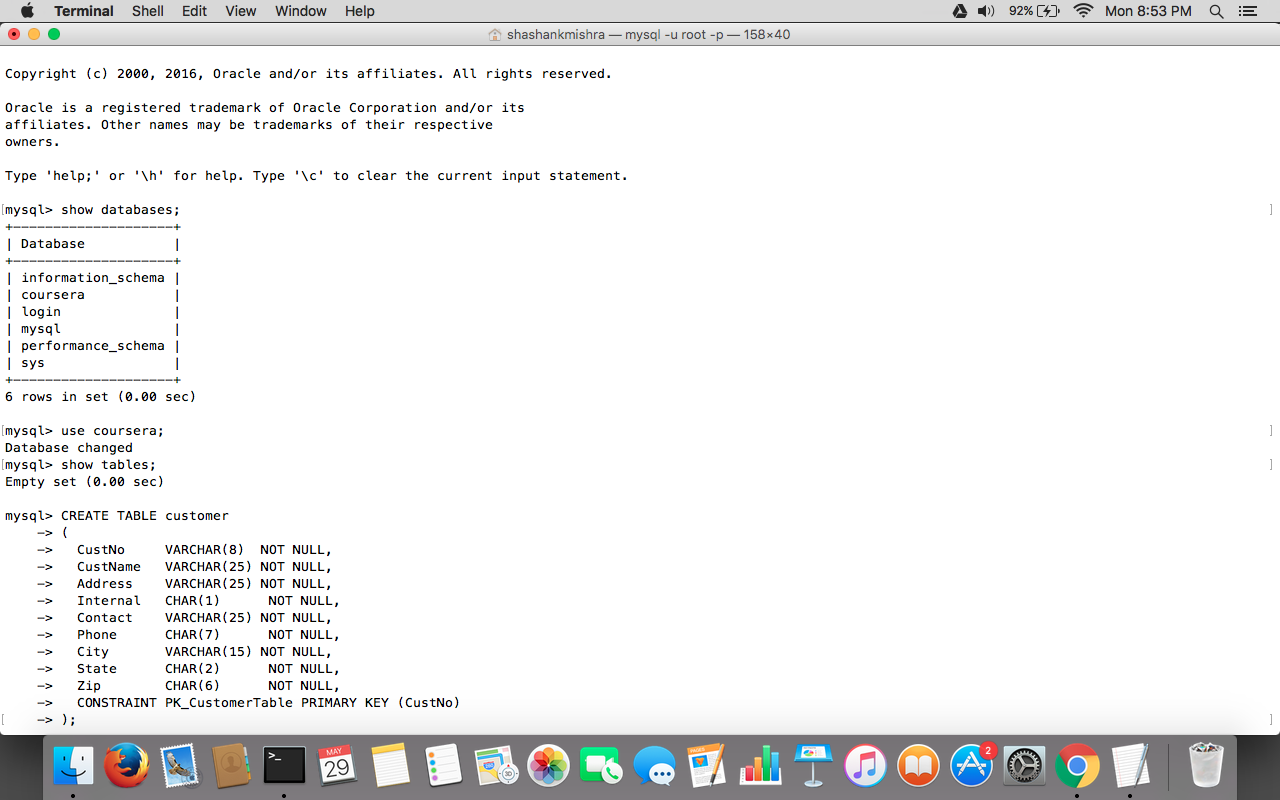 Terminal Shell Edit View Window Help 92% Mon 8:53 PM
shashankmishra — mysql -u root -p — 158×40
Copyright (c) 2000, 2016, Oracle and/or its affiliates. All rights reserved.
Oracle is a registered trademark of Oracle Corporation and/or its
affiliates. Other names may be trademarks of their respective
owners.
Type 'help;' or '\h' for help. Type '\c' to clear the current input statement.
[mysql> show databases; ]
+--------------------+
| Database           |
+--------------------+
| information_schema |
| coursera           |
| login              |
| mysql              |
| performance_schema |
| sys                |
+--------------------+
6 rows in set (0.00 sec)
[mysql> use coursera; ]
Database changed
[mysql> show tables; ]
Empty set (0.00 sec)
mysql> CREATE TABLE customer
    -> (
    ->   CustNo     VARCHAR(8)  NOT NULL,
    ->   CustName   VARCHAR(25) NOT NULL,
    ->   Address    VARCHAR(25) NOT NULL,
    ->   Internal   CHAR(1)      NOT NULL,
    ->   Contact    VARCHAR(25) NOT NULL,
    ->   Phone      CHAR(7)      NOT NULL,
    ->   City       VARCHAR(15) NOT NULL,
    ->   State      CHAR(2)      NOT NULL,
    ->   Zip        CHAR(6)      NOT NULL,
    ->   CONSTRAINT PK_CustomerTable PRIMARY KEY (CustNo)
[    -> ); ]
MAY
29
PAGES
3D
2